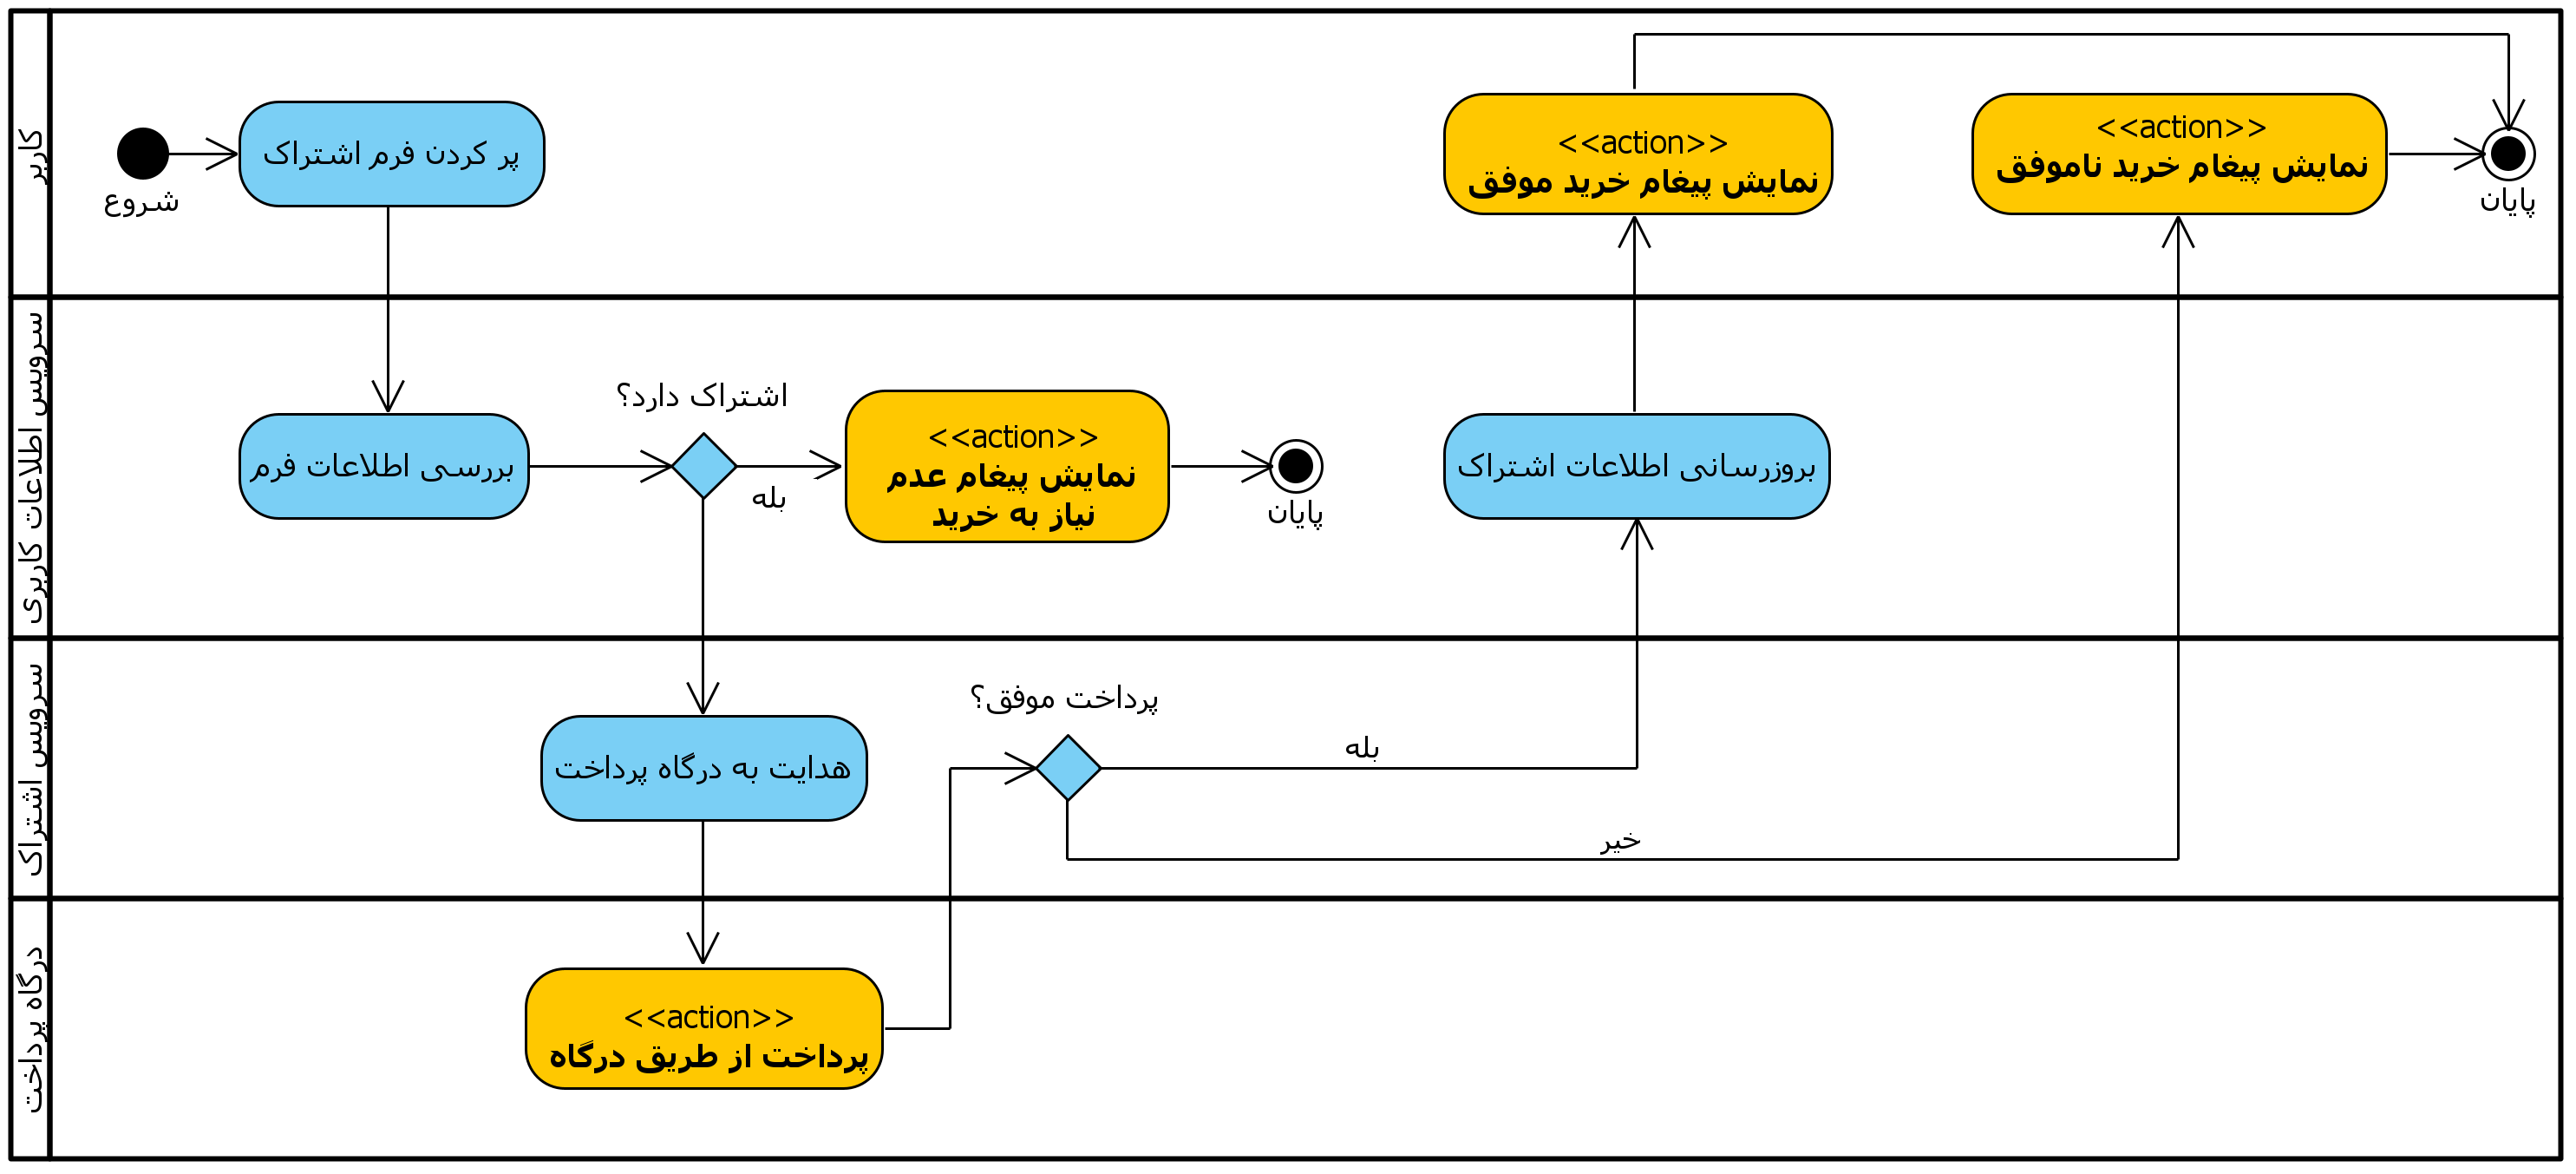 کاربر
شروع
پر کردن فرم اشتراک
<<action>>
نمایش پیغام خرید موفق
<<action>>
نمایش پیغام خرید ناموفق
پایان
سرویس اطلاعات کاربری
بررسی اطلاعات فرم
اشتراک دارد؟
بله
<<action>>
نمایش پیغام عدم
نیاز به خرید
پایان
بروزرسانی اطلاعات اشتراک
سرویس اشتراک
هدایت به درگاه پرداخت
پرداخت موفق؟
بله
خیر
درگاه پرداخت
<<action>>
پرداخت از طریق درگاه